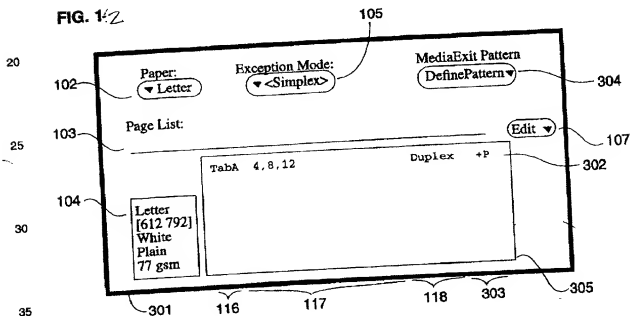 FIG. 12
105
20
Paper:
Exception Mode:
MediaExit Pattern
102
▼ Letter
▼ <Simplex>
DefinePattern ▼
304
Page List:
103
Edit ▼
107
25
TabA 4,8,12 Duplex +P
302
104
Letter
[612 792]
White
Plain
77 gsm
30
305
301
116
117
118
303
35